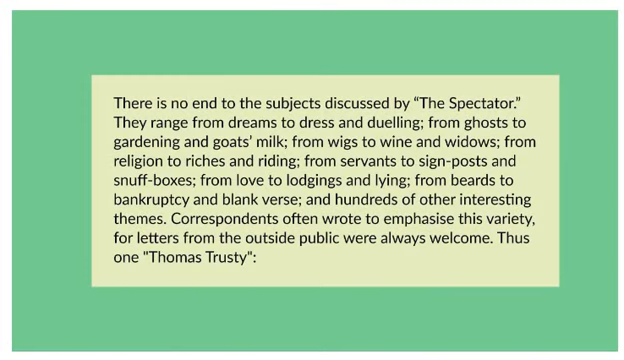 There is no end to the subjects discussed by “The Spectator.”
They range from dreams to dress and duelling; from ghosts to
gardening and goats’ milk; from wigs to wine and widows; from
religion to riches and riding; from servants to sign-posts and
snuff-boxes; from love to lodgings and lying; from beards to
bankruptcy and blank verse; and hundreds of other interesting
themes. Correspondents often wrote to emphasise this variety,
for letters from the outside public were always welcome. Thus
one "Thomas Trusty":